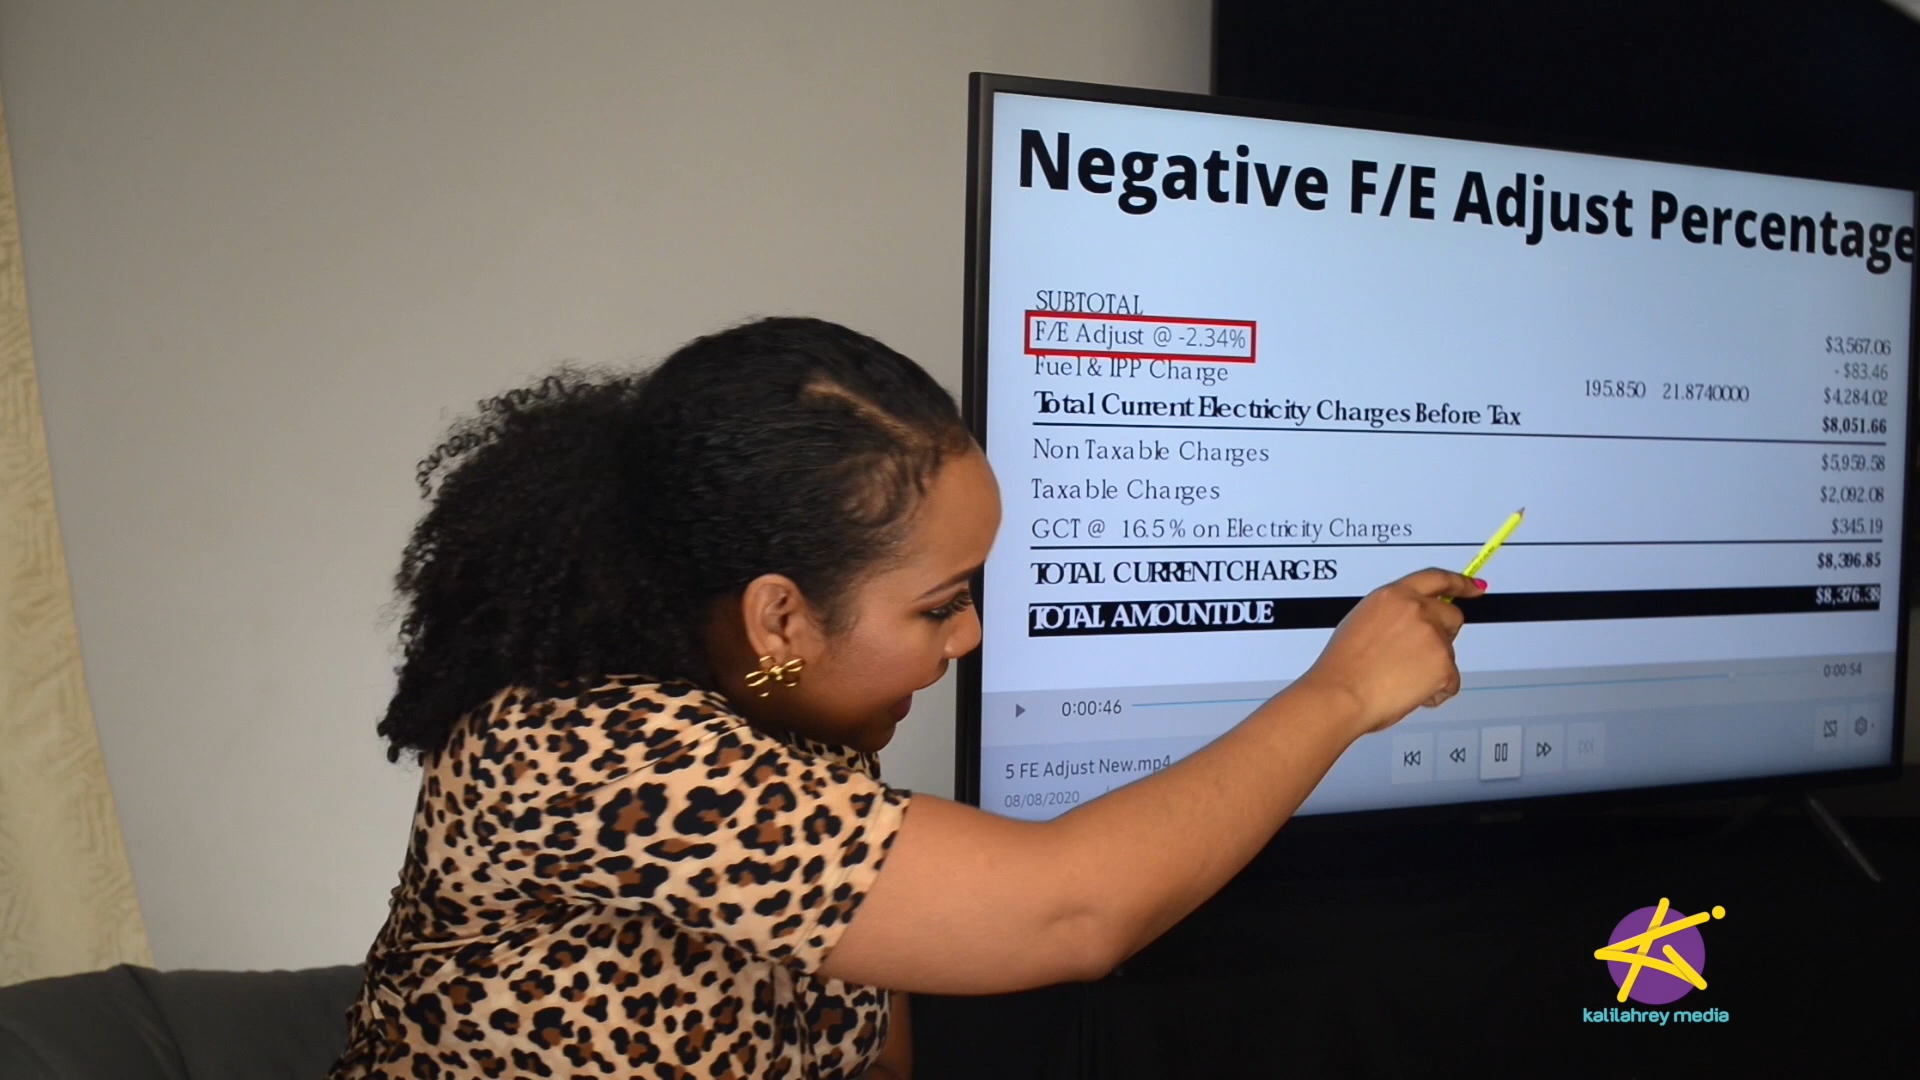 Negative F/E Adjust Percentage
SUBTOTAL $3,567.06
F/E Adjust @ -2.34% - $83.46
Fuel & IPP Charge 195.850 21.8740000 $4,284.02
Total Current Electricity Charges Before Tax $8,051.66
Non Taxable Charges $5,959.58
Taxable Charges $2,092.08
GCT @ 16.5% on Electricity Charges $345.19
TOTAL CURRENT CHARGES $8,396.85
TOTAL AMOUNT DUE $8,376.38
0:00:46 0:00:54
5 FE Adjust New.mp4
08/08/2020
kalilahrey media